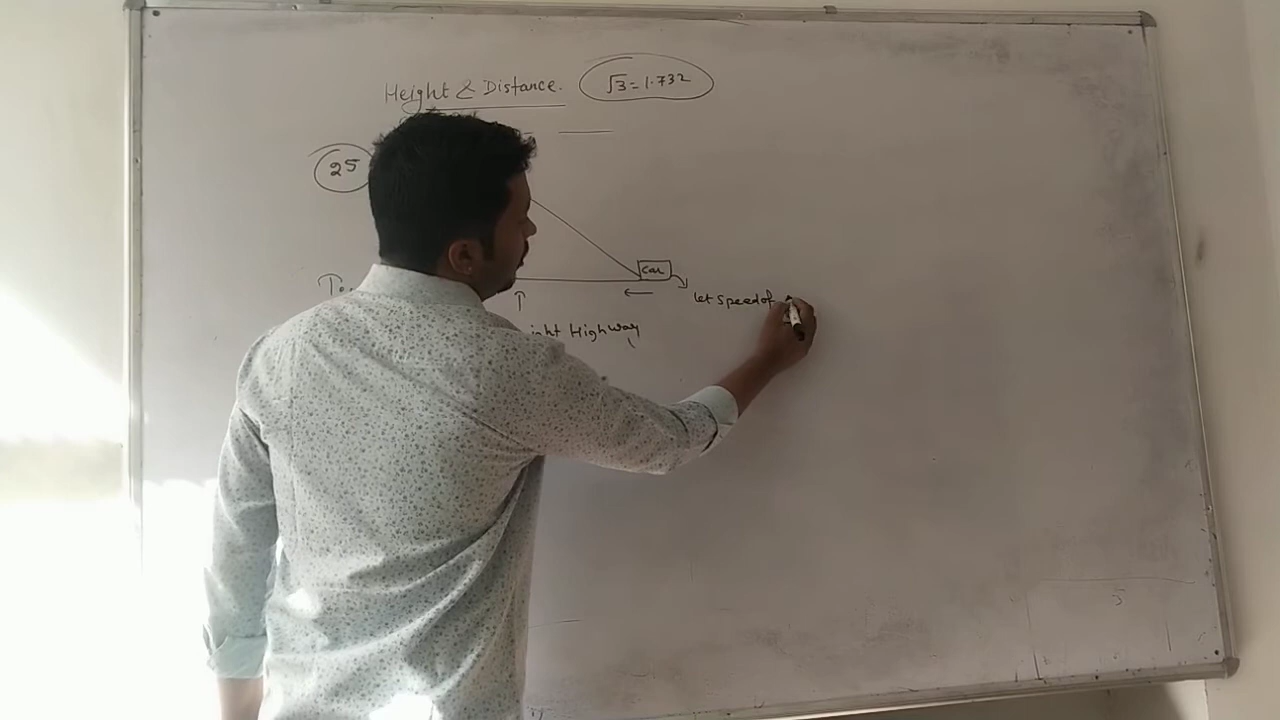 Height & Distance. √3=1.732
25
car
let speed of
Highway